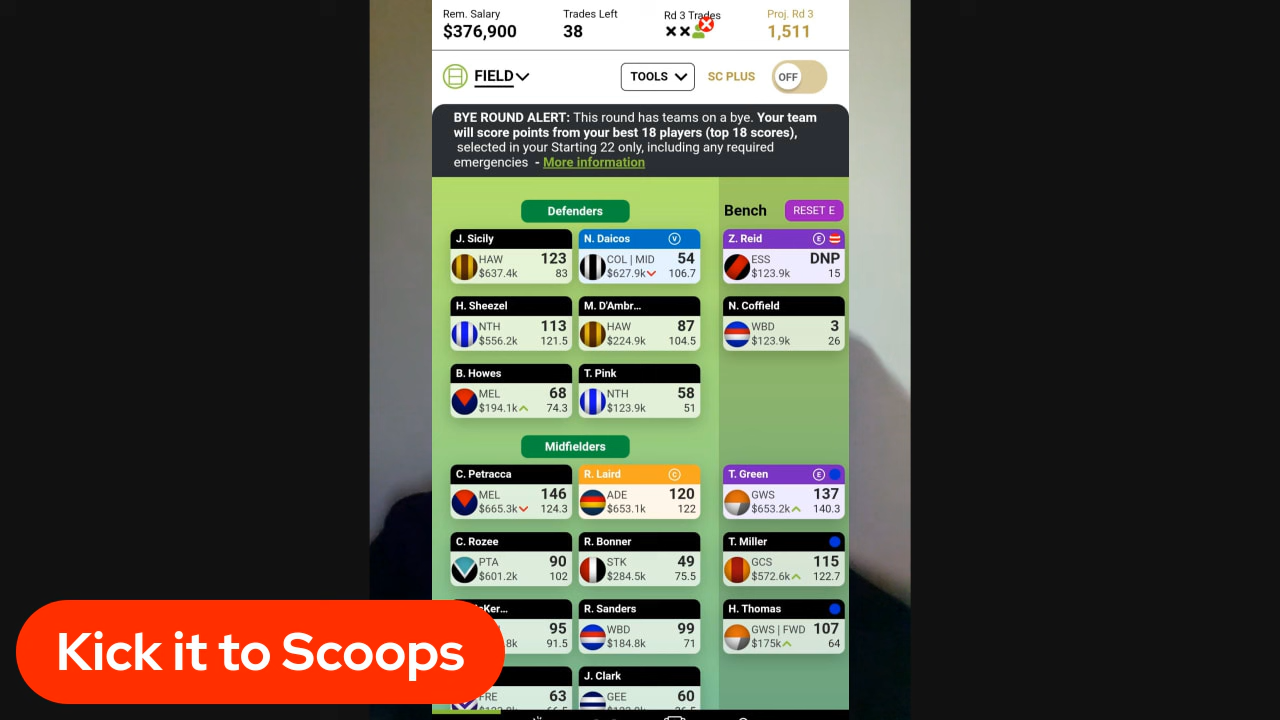 Rem. Salary
$376,900
Trades Left
38
Rd 3 Trades
Proj. Rd 3
1,511
FIELD
TOOLS
SC PLUS
OFF
BYE ROUND ALERT: This round has teams on a bye. Your team
will score points from your best 18 players (top 18 scores),
selected in your Starting 22 only, including any required
emergencies - More information
Defenders
Bench
RESET E
J. Sicily
HAW 123
$637.4k 83
N. Daicos V
COL | MID 54
$627.9k 106.7
Z. Reid E
ESS DNP
$123.9k 15
H. Sheezel
NTH 113
$556.2k 121.5
M. D'Ambr...
HAW 87
$224.9k 104.5
N. Coffield
WBD 3
$123.9k 26
B. Howes
MEL 68
$194.1k 74.3
T. Pink
NTH 58
$123.9k 51
Midfielders
C. Petracca
MEL 146
$665.3k 124.3
R. Laird C
ADE 120
$653.1k 122
T. Green E
GWS 137
$653.2k 140.3
C. Rozee
PTA 90
$601.2k 102
R. Bonner
STK 49
$284.5k 75.5
T. Miller
GCS 115
$572.6k 122.7
95
91.5
R. Sanders
WBD 99
$184.8k 71
H. Thomas
GWS | FWD 107
$175k 64
FRE 63
J. Clark
GEE 60
Kick it to Scoops